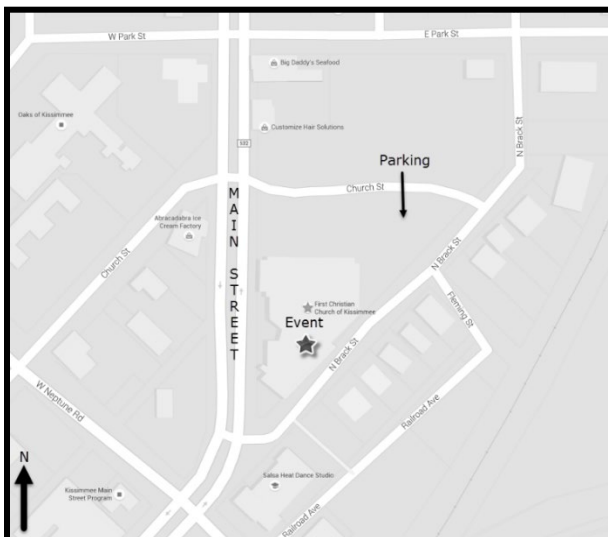 W Park St
E Park St
Big Daddy's Seafood
Oaks of Kissimmee
Customize Hair Solutions
N Brack St
Parking
Church St
MAIN STREET
Abracadabra Ice
Cream Factory
Church St
N Brack St
First Christian
Church of Kissimmee
Event
Fleming St
N Brack St
W Neptune Rd
Railroad Ave
N
Kissimmee Main
Street Program
Salsa Heat Dance Studio
Railroad Ave